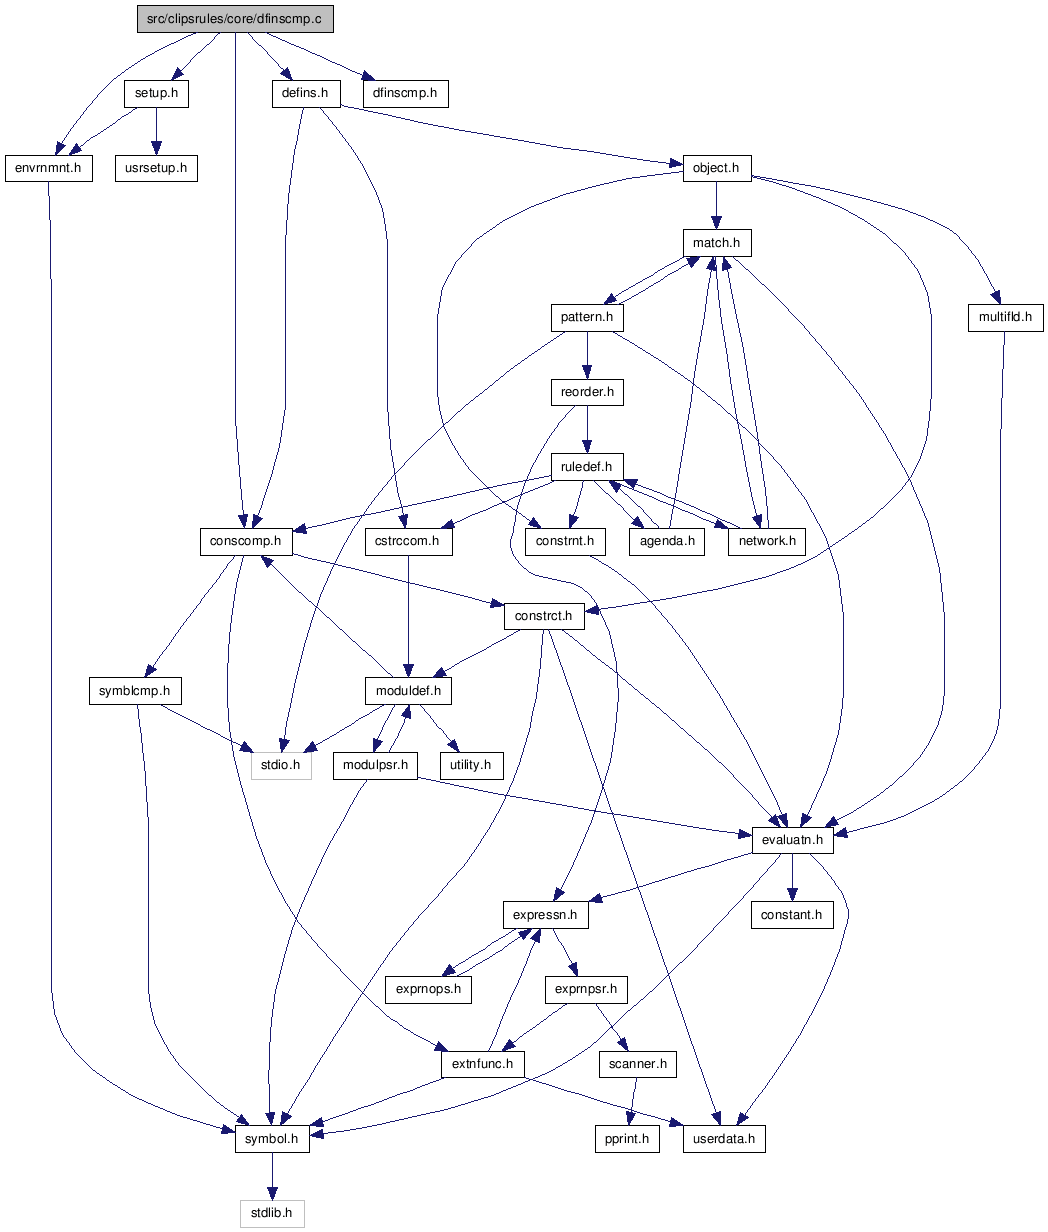 src/clipsrules/core/dfinscmp.c
setup.h
defins.h
dfinscmp.h
envrnmnt.h
usrsetup.h
object.h
match.h
pattern.h
multifld.h
reorder.h
ruledef.h
conscomp.h
cstrccom.h
constrnt.h
agenda.h
network.h
constrct.h
symblcmp.h
moduldef.h
stdio.h
modulpsr.h
utility.h
evaluatn.h
expressn.h
constant.h
exprnops.h
exprnpsr.h
extnfunc.h
scanner.h
symbol.h
pprint.h
userdata.h
stdlib.h